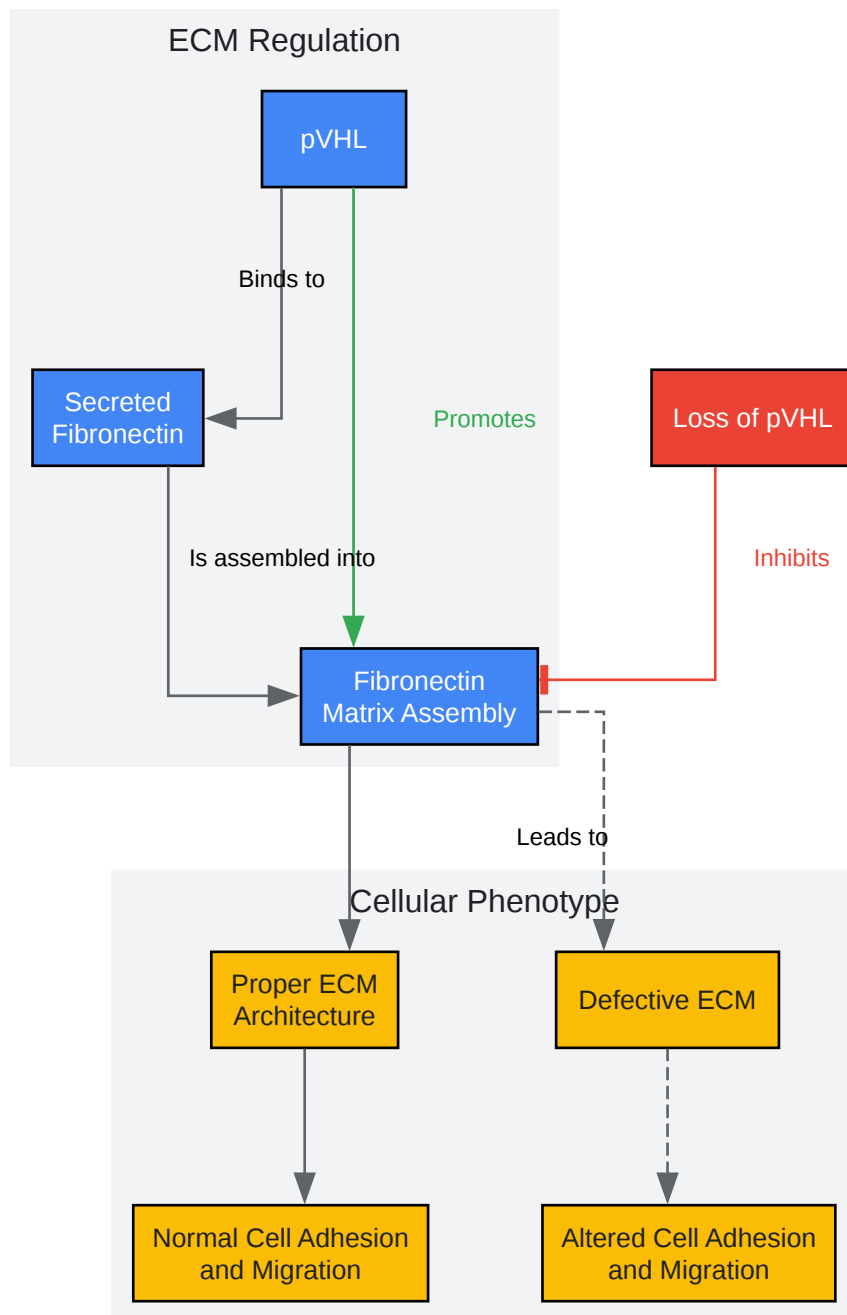 ECM Regulation
pVHL
Binds to
Secreted
Fibronectin
Promotes
Loss of pVHL
Is assembled into
Inhibits
Fibronectin
Matrix Assembly
Leads to
Cellular Phenotype
Proper ECM
Architecture
Defective ECM
Normal Cell Adhesion
and Migration
Altered Cell Adhesion
and Migration